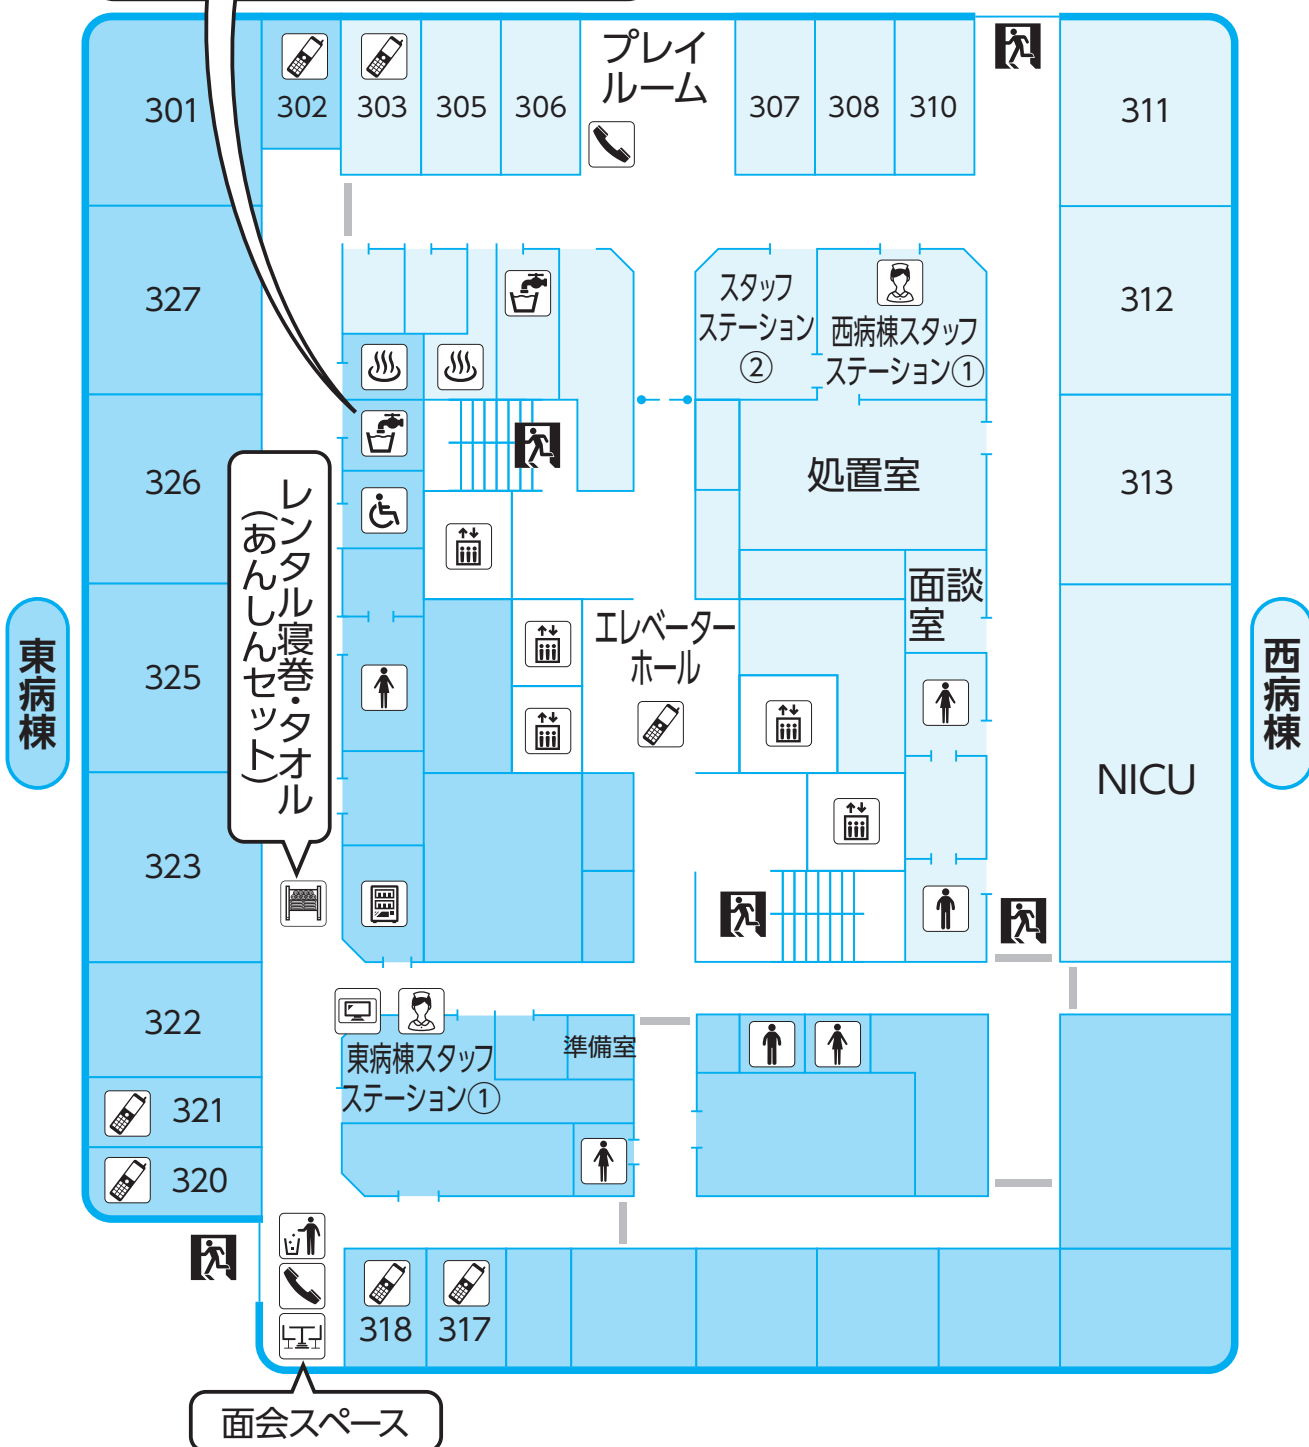 プレイ
ルーム
301
302
303
305
306
307
308
310
311
327
スタッフ
ステーション
②
西病棟スタッフ
ステーション①
312
326
処置室
313
レンタル寝巻・タオル
(あんしんセット)
面談
室
エレベーター
ホール
東病棟
西病棟
325
NICU
323
322
東病棟スタッフ
ステーション①
準備室
321
320
318
317
面会スペース